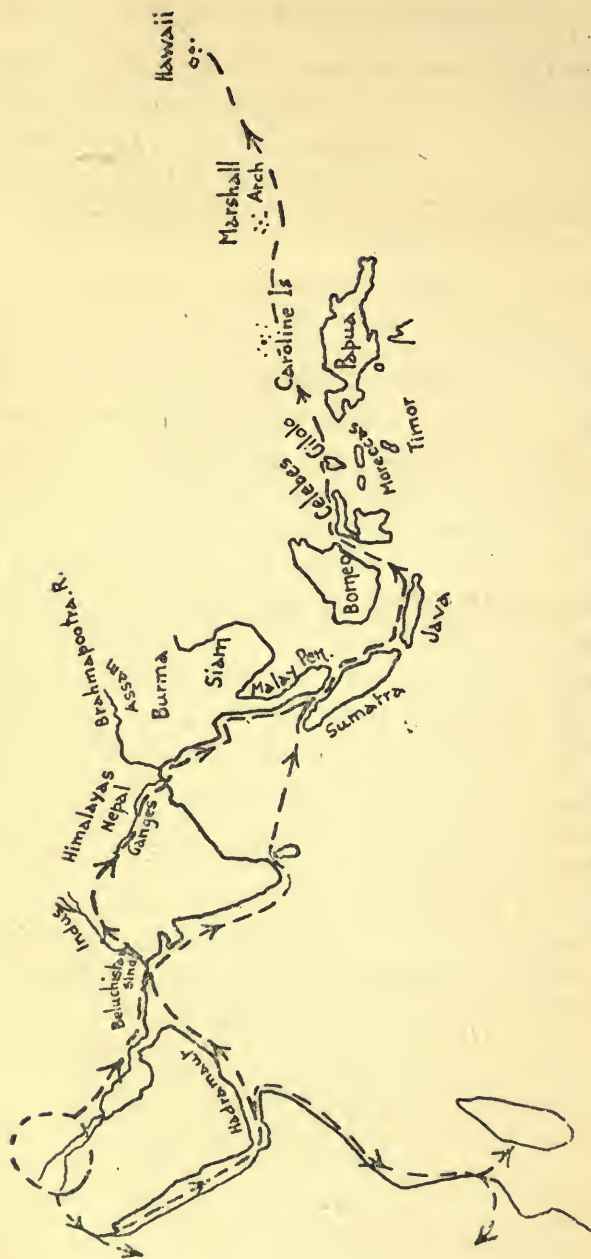 Indus
Himalayas
Nepal
Ganges
Brahmapootra. R.
Assam
Burma
Siam
Malay Pen.
Beluchistan
Sind
Hadramaut
Sumatra
Java
Borneo
Celebes
Gilolo
Timor
Papua
Caroline Is
Marshall
Arch
Hawaii